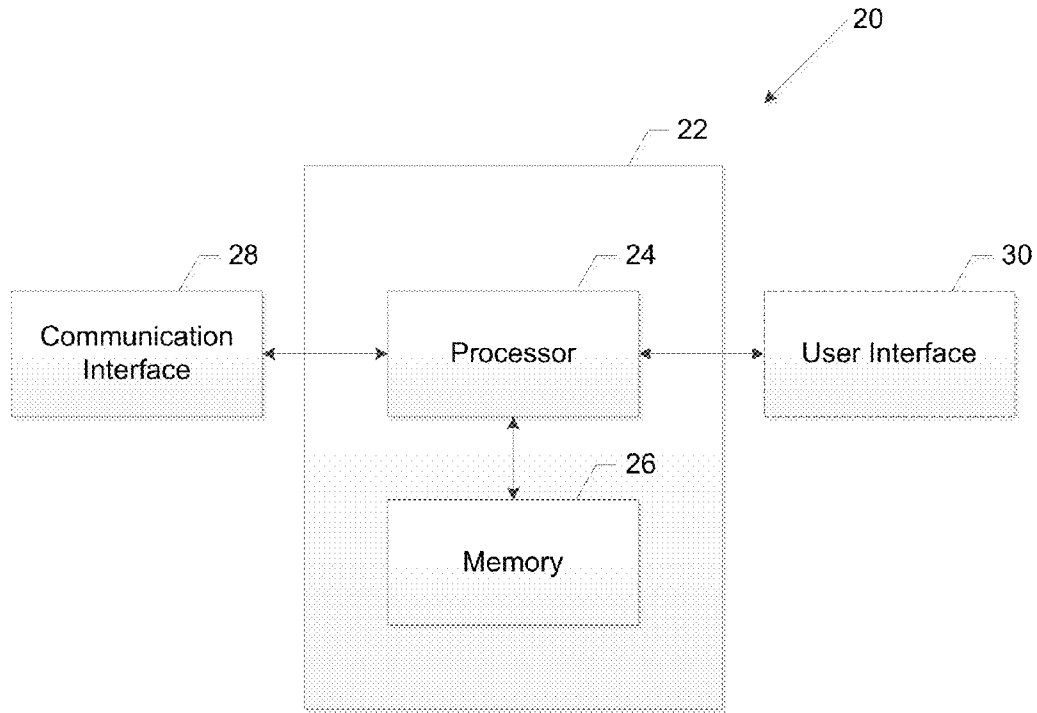 20
22
28
24
30
Communication
Interface
Processor
User Interface
26
Memory